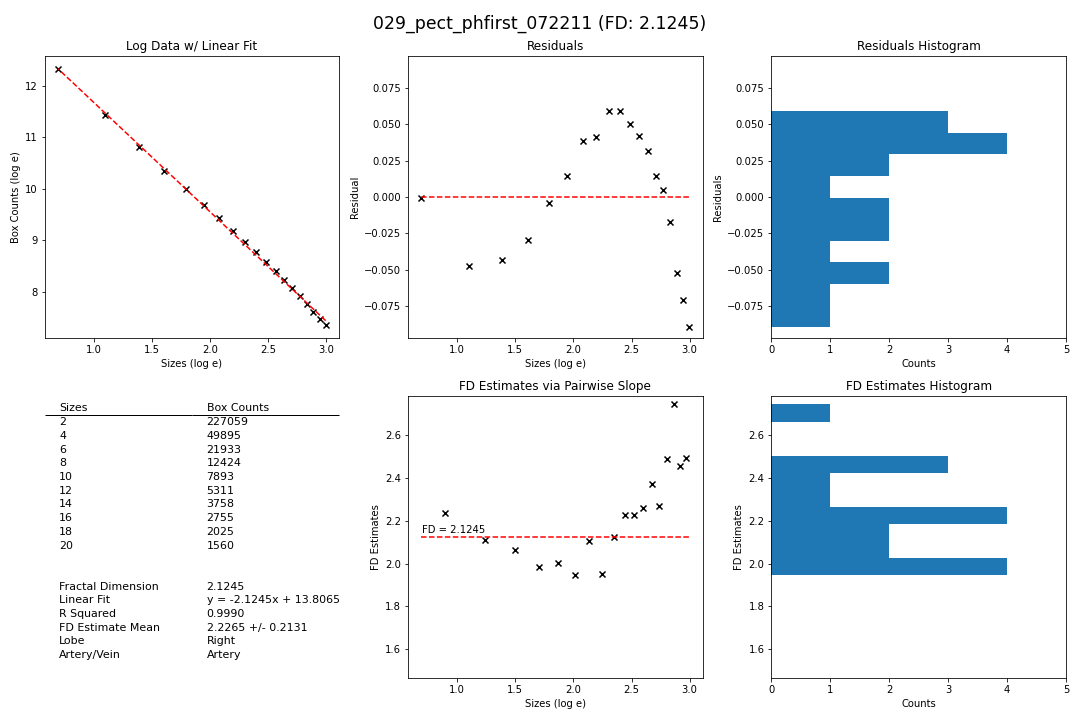 029_pect_phfirst_072211 (FD: 2.1245)
Log Data w/ Linear Fit
12
11
10
9
8
Box Counts (log e)
1.0 1.5 2.0 2.5 3.0
Sizes (log e)
Residuals
0.075
0.050
0.025
0.000
−0.025
−0.050
−0.075
Residual
1.0 1.5 2.0 2.5 3.0
Sizes (log e)
Residuals Histogram
0.075
0.050
0.025
0.000
−0.025
−0.050
−0.075
Residuals
0 1 2 3 4 5
Counts
Sizes Box Counts
2 227059
4 49895
6 21933
8 12424
10 7893
12 5311
14 3758
16 2755
18 2025
20 1560
Fractal Dimension 2.1245
Linear Fit y = -2.1245x + 13.8065
R Squared 0.9990
FD Estimate Mean 2.2265 +/- 0.2131
Lobe Right
Artery/Vein Artery
FD Estimates via Pairwise Slope
2.6
2.4
2.2
2.0
1.8
1.6
FD Estimates
FD = 2.1245
1.0 1.5 2.0 2.5 3.0
Sizes (log e)
FD Estimates Histogram
2.6
2.4
2.2
2.0
1.8
1.6
FD Estimates
0 1 2 3 4 5
Counts